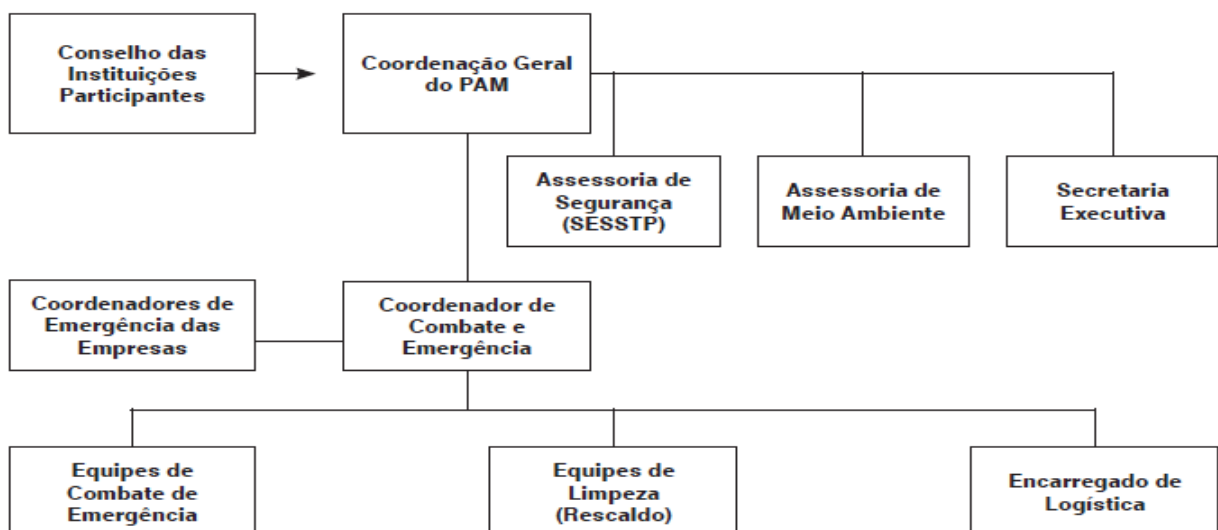 Conselho das
Instituições
Participantes
Coordenação Geral
do PAM
Assessoria de
Segurança
(SESSTP)
Assessoria de
Meio Ambiente
Secretaria
Executiva
Coordenadores de
Emergência das
Empresas
Coordenador de
Combate e
Emergência
Equipes de
Combate de
Emergência
Equipes de
Limpeza
(Rescaldo)
Encarregado de
Logística